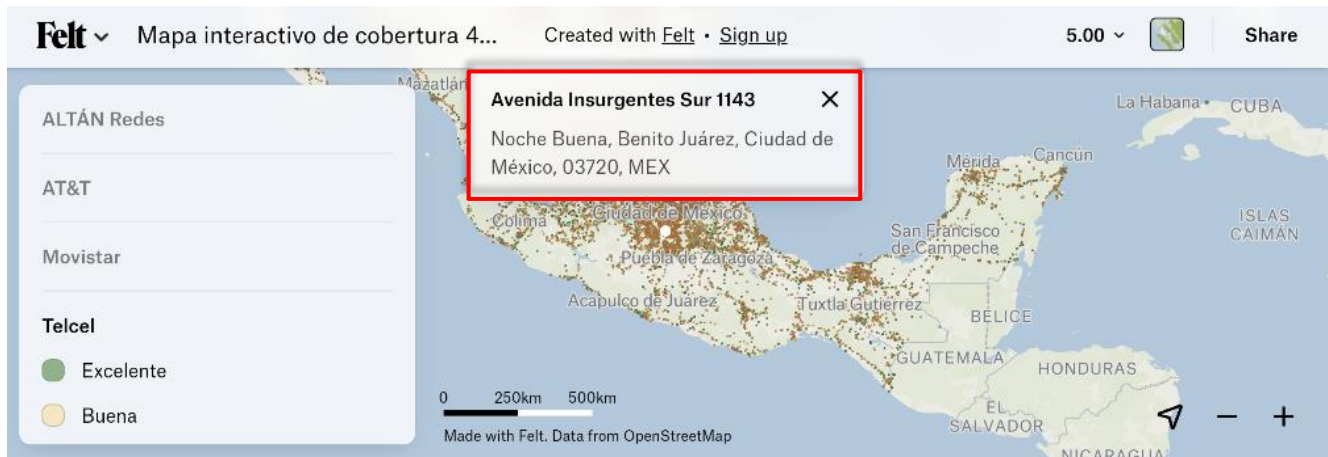 Felt
Mapa interactivo de cobertura 4...
Created with Felt • Sign up
5.00
Share
Mazatlán
Avenida Insurgentes Sur 1143
Noche Buena, Benito Juárez, Ciudad de
México, 03720, MEX
ALTÁN Redes
AT&T
Movistar
Telcel
Excelente
Buena
La Habana
CUBA
Mérida
Cancún
ISLAS
CAIMÁN
Colima
Ciudad de México
San Francisco
de Campeche
Puebla de Zaragoza
Acapulco de Juárez
Tuxtla Gutiérrez
BELICE
GUATEMALA
HONDURAS
EL
SALVADOR
NICARAGUA
0 250km 500km
Made with Felt. Data from OpenStreetMap